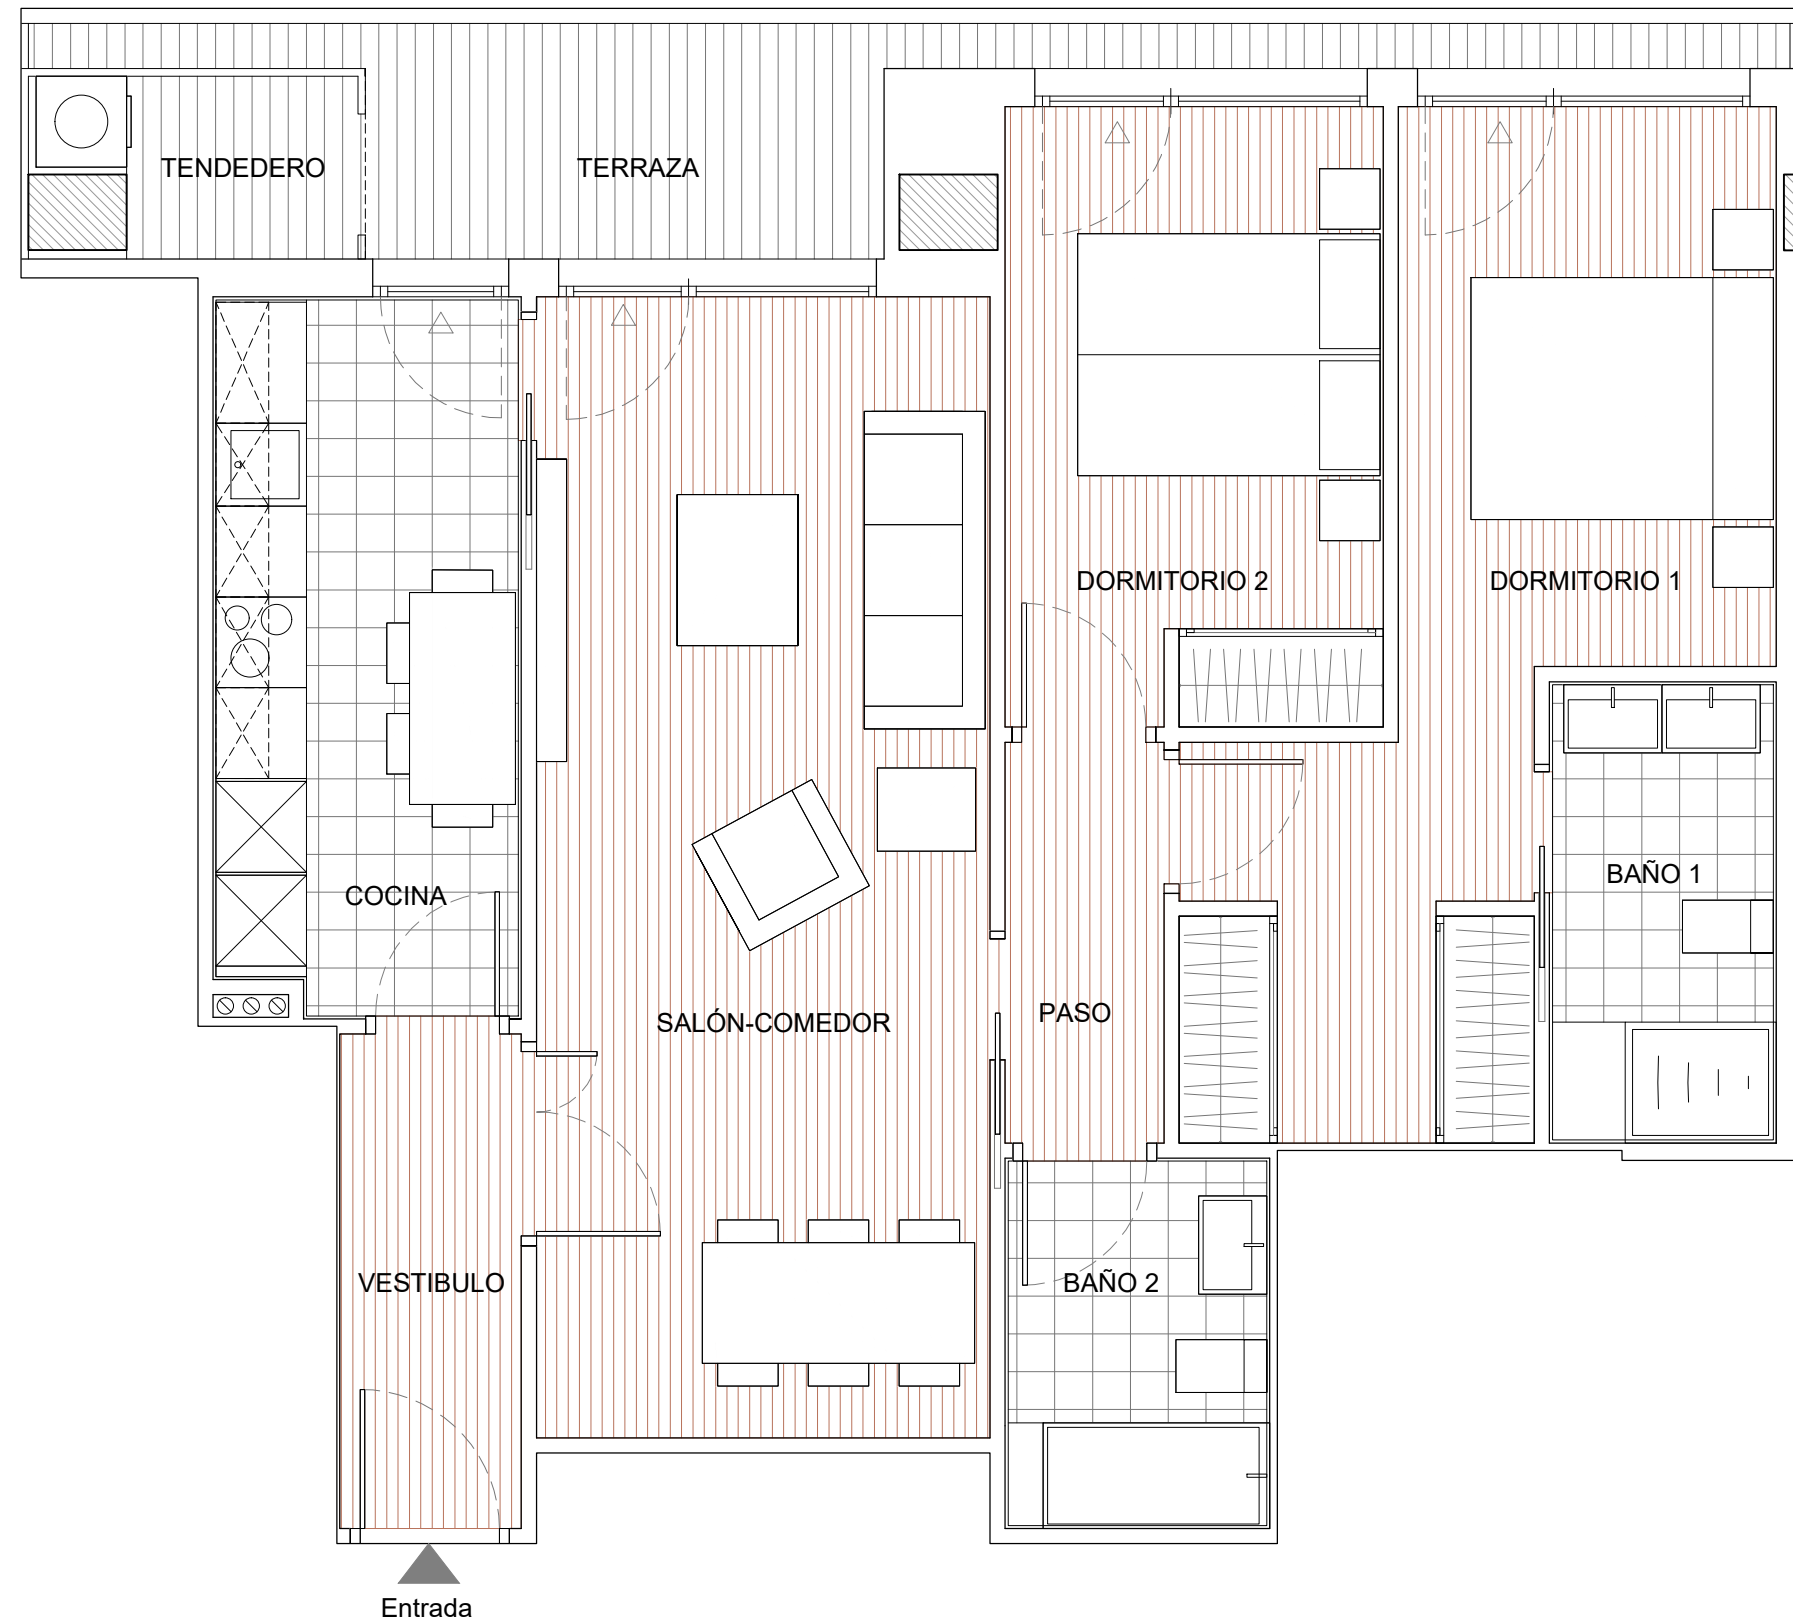 TENDEDERO
TERRAZA
DORMITORIO 2
DORMITORIO 1
BAÑO 1
COCINA
PASO
SALÓN-COMEDOR
VESTIBULO
BAÑO 2
Entrada